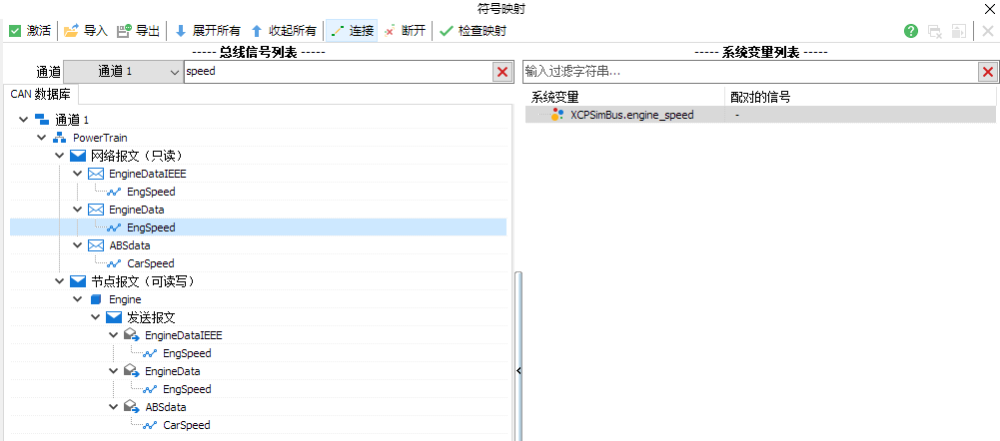 符号映射
激活 导入 导出 展开所有 收起所有 连接 断开 检查映射
----- 总线信号列表 -----
----- 系统变量列表 -----
通道 通道 1 speed
输入过滤字符串...
CAN 数据库
通道 1
PowerTrain
网络报文（只读）
EngineDataIEEE
EngSpeed
EngineData
EngSpeed
ABSdata
CarSpeed
节点报文（可读写）
Engine
发送报文
EngineDataIEEE
EngSpeed
EngineData
EngSpeed
ABSdata
CarSpeed
系统变量 配对的信号
XCPSimBus.engine_speed -